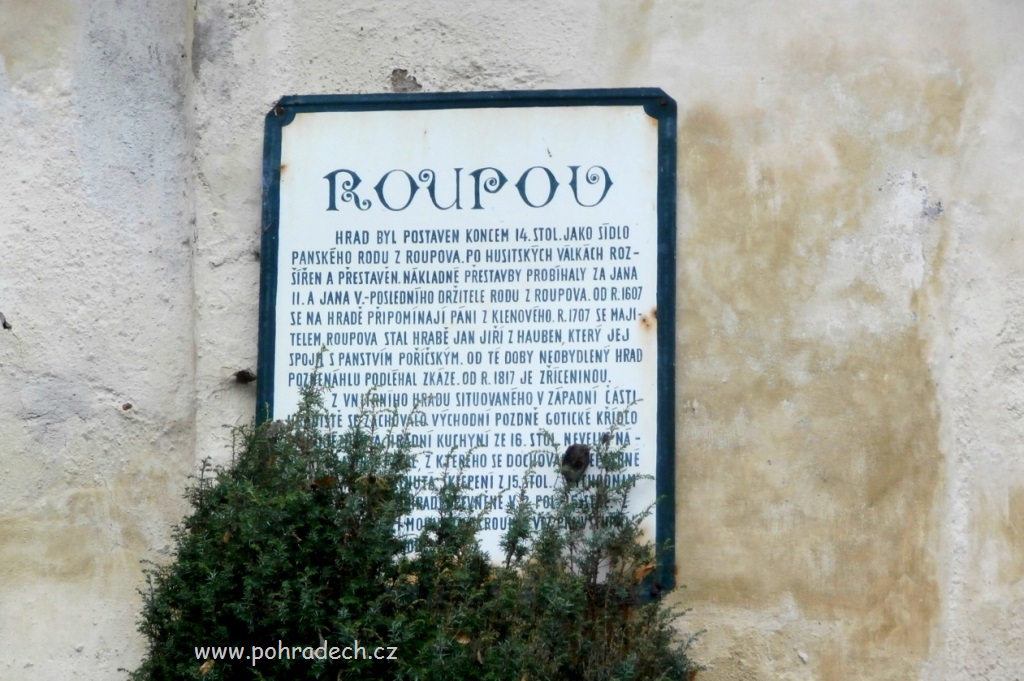 ROUPOV
HRAD BYL POSTAVEN KONCEM 14. STOL. JAKO SÍDLO
PANSKÉHO RODU Z ROUPOVA. PO HUSITSKÝCH VÁLKÁCH ROZ-
ŠÍŘEN A PŘESTAVĚN. NÁKLADNÉ PŘESTAVBY PROBÍHALY ZA JANA
II. A JANA V.-POSLEDNÍHO DRŽITELE RODU Z ROUPOVA. OD R. 1607
SE NA HRADĚ PŘIPOMÍNAJÍ PÁNI Z KLENOVÉHO. R. 1707 SE MAJI-
TELEM ROUPOVA STAL HRABĚ JAN JIŘÍ Z HAUBEN, KTERÝ JEJ
SPOJIL S PANSTVÍM POŘÍČSKÝM. OD TÉ DOBY NEOBYDLENÝ HRAD
POZNENÁHLU PODLÉHAL ZKÁZE. OD R. 1817 JE ZŘÍCENINOU.
Z VNITŘNÍHO HRADU SITUOVANÉHO V ZÁPADNÍ ČÁSTI
SE ZACHOVALO VÝCHODNÍ POZDNĚ GOTICKÉ KŘÍDLO
KUCHYNÍ ZE 16. STOL. NEVELKÉ NÁ-
Z KTERÉHO SE
Z 15. STOL.
www.pohradech.cz